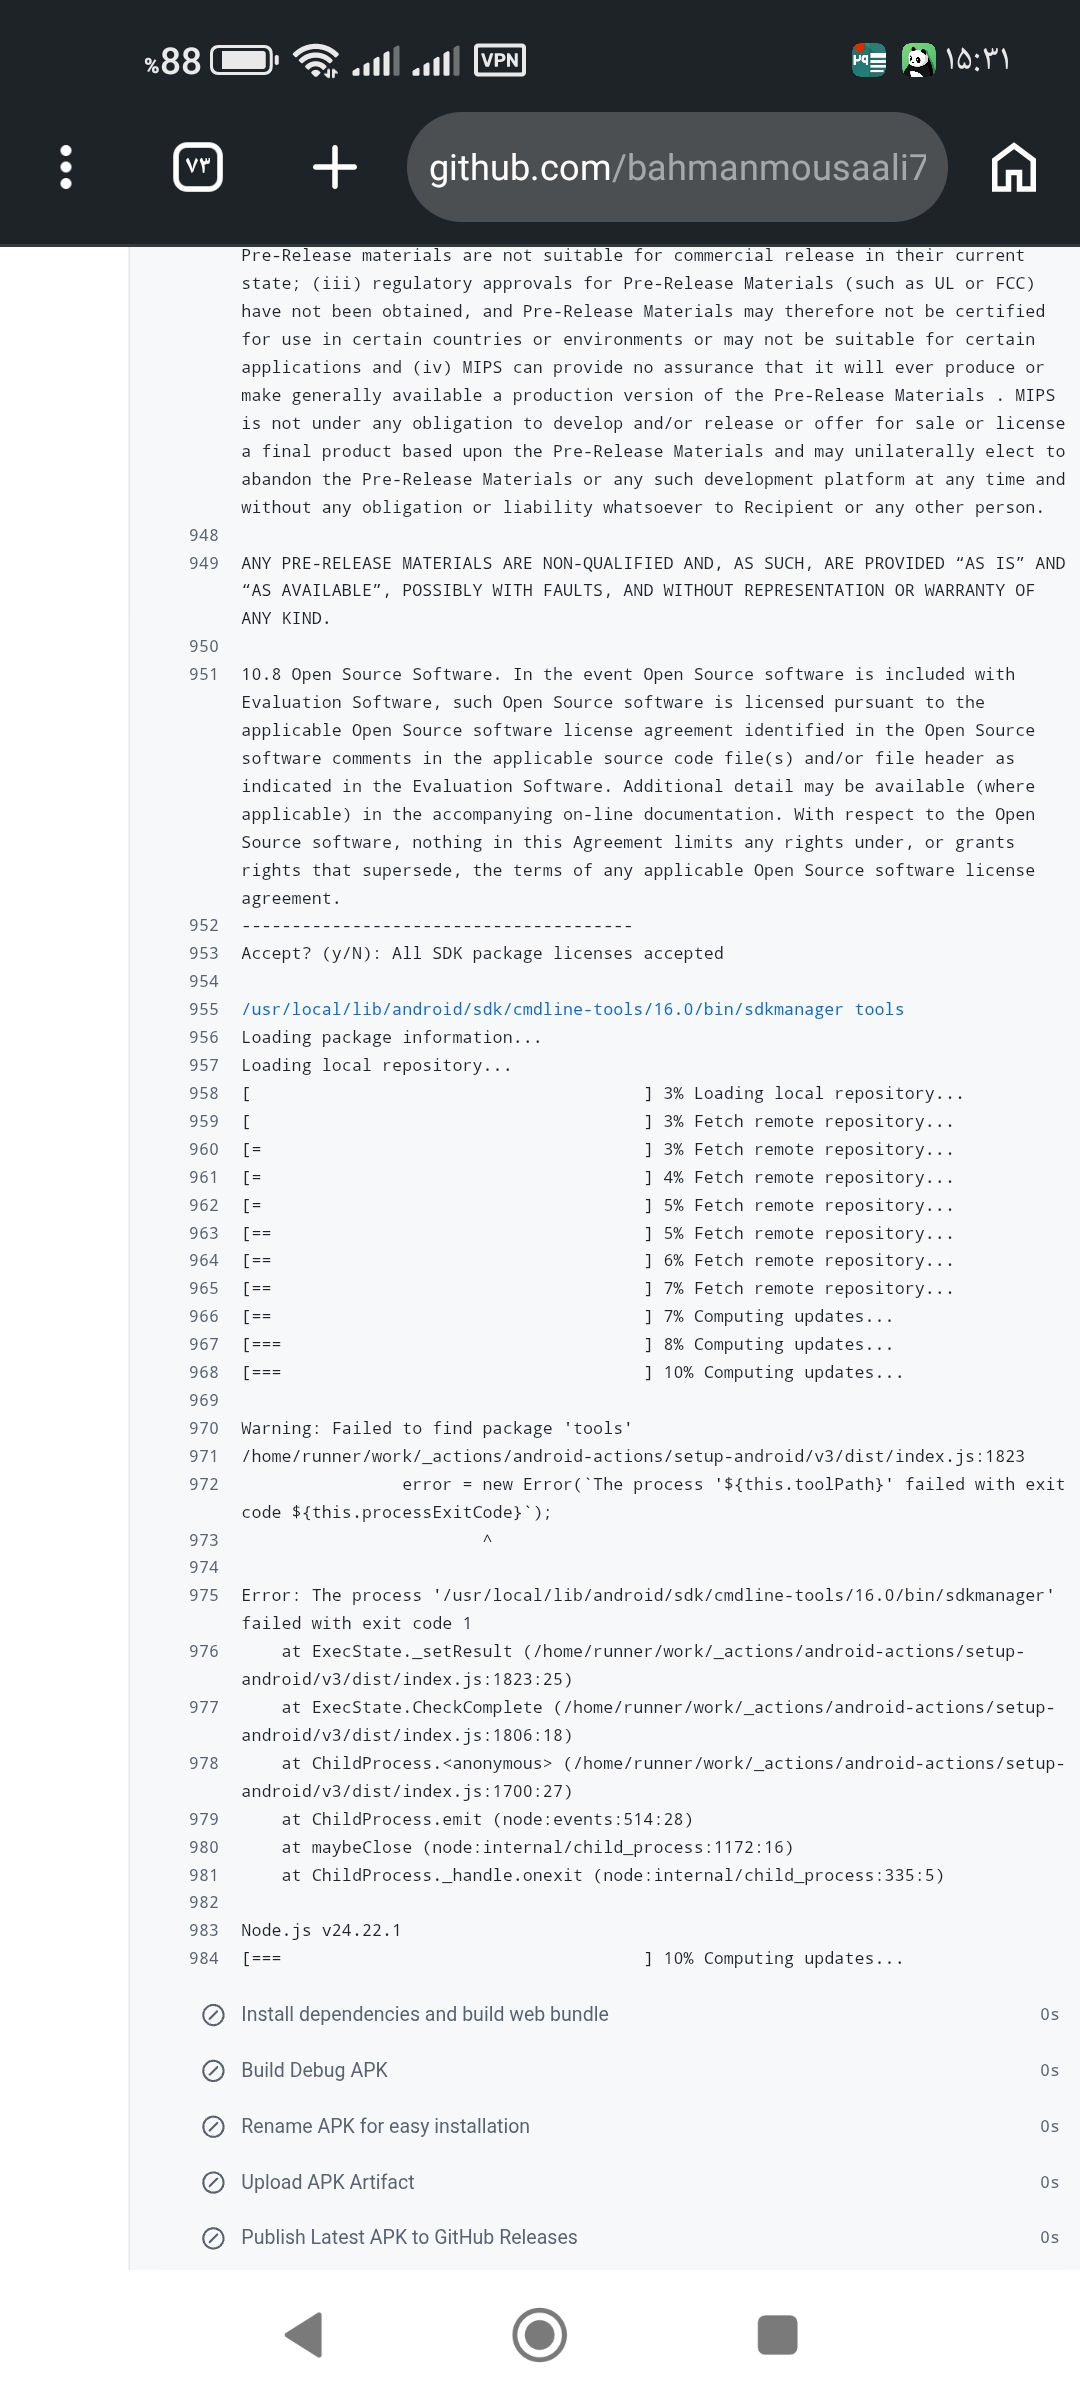 %88 VPN ۱۵:۳۱
۷۳ github.com/bahmanmousaali7
Pre-Release materials are not suitable for commercial release in their current
state; (iii) regulatory approvals for Pre-Release Materials (such as UL or FCC)
have not been obtained, and Pre-Release Materials may therefore not be certified
for use in certain countries or environments or may not be suitable for certain
applications and (iv) MIPS can provide no assurance that it will ever produce or
make generally available a production version of the Pre-Release Materials . MIPS
is not under any obligation to develop and/or release or offer for sale or license
a final product based upon the Pre-Release Materials and may unilaterally elect to
abandon the Pre-Release Materials or any such development platform at any time and
without any obligation or liability whatsoever to Recipient or any other person.
948
949 ANY PRE-RELEASE MATERIALS ARE NON-QUALIFIED AND, AS SUCH, ARE PROVIDED “AS IS” AND
“AS AVAILABLE”, POSSIBLY WITH FAULTS, AND WITHOUT REPRESENTATION OR WARRANTY OF
ANY KIND.
950
951 10.8 Open Source Software. In the event Open Source software is included with
Evaluation Software, such Open Source software is licensed pursuant to the
applicable Open Source software license agreement identified in the Open Source
software comments in the applicable source code file(s) and/or file header as
indicated in the Evaluation Software. Additional detail may be available (where
applicable) in the accompanying on-line documentation. With respect to the Open
Source software, nothing in this Agreement limits any rights under, or grants
rights that supersede, the terms of any applicable Open Source software license
agreement.
952 ---------------------------------------
953 Accept? (y/N): All SDK package licenses accepted
954
955 /usr/local/lib/android/sdk/cmdline-tools/16.0/bin/sdkmanager tools
956 Loading package information...
957 Loading local repository...
958 [                                       ] 3% Loading local repository...
959 [                                       ] 3% Fetch remote repository...
960 [=                                      ] 3% Fetch remote repository...
961 [=                                      ] 4% Fetch remote repository...
962 [=                                      ] 5% Fetch remote repository...
963 [==                                     ] 5% Fetch remote repository...
964 [==                                     ] 6% Fetch remote repository...
965 [==                                     ] 7% Fetch remote repository...
966 [==                                     ] 7% Computing updates...
967 [===                                    ] 8% Computing updates...
968 [===                                    ] 10% Computing updates...
969
970 Warning: Failed to find package 'tools'
971 /home/runner/work/_actions/android-actions/setup-android/v3/dist/index.js:1823
972                 error = new Error(`The process '${this.toolPath}' failed with exit
code ${this.processExitCode}`);
973                         ^
974
975 Error: The process '/usr/local/lib/android/sdk/cmdline-tools/16.0/bin/sdkmanager'
failed with exit code 1
976     at ExecState._setResult (/home/runner/work/_actions/android-actions/setup-
android/v3/dist/index.js:1823:25)
977     at ExecState.CheckComplete (/home/runner/work/_actions/android-actions/setup-
android/v3/dist/index.js:1806:18)
978     at ChildProcess.<anonymous> (/home/runner/work/_actions/android-actions/setup-
android/v3/dist/index.js:1700:27)
979     at ChildProcess.emit (node:events:514:28)
980     at maybeClose (node:internal/child_process:1172:16)
981     at ChildProcess._handle.onexit (node:internal/child_process:335:5)
982
983 Node.js v24.22.1
984 [===                                    ] 10% Computing updates...
Install dependencies and build web bundle 0s
Build Debug APK 0s
Rename APK for easy installation 0s
Upload APK Artifact 0s
Publish Latest APK to GitHub Releases 0s